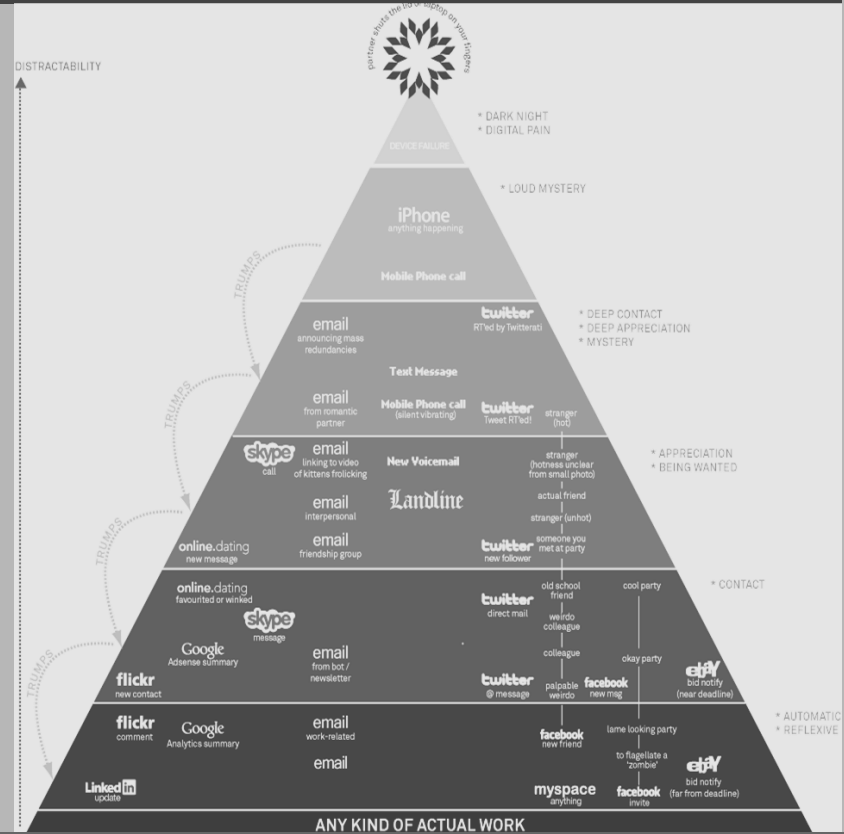 partner shuts the lid of laptop on your fingers
DISTRACTABILITY
* DARK NIGHT
* DIGITAL PAIN
DEVICE FAILURE
* LOUD MYSTERY
iPhone
anything happening
TRUMPS
Mobile Phone call
email
announcing mass
redundancies
twitter
RT'ed by Twitterati
* DEEP CONTACT
* DEEP APPRECIATION
* MYSTERY
Text Message
TRUMPS
email
from romantic
partner
Mobile Phone call
(silent vibrating)
twitter
Tweet RT'ed!
stranger
(hot)
skype
call
email
linking to video
of kittens frolicking
New Voicemail
stranger
(hotness unclear
from small photo)
* APPRECIATION
* BEING WANTED
Landline
actual friend
email
interpersonal
stranger (unhot)
TRUMPS
online.dating
new message
email
friendship group
twitter
new follower
someone you
met at party
online.dating
favourited or winked
twitter
direct mail
old school
friend
cool party
* CONTACT
skype
message
weirdo
colleague
Google
Adsense summary
email
from bot /
newsletter
colleague
okay party
TRUMPS
flickr
new contact
twitter
@ message
palpable
weirdo
facebook
new msg
ebay
bid notify
(near deadline)
flickr
comment
Google
Analytics summary
email
work-related
facebook
new friend
lame looking party
* AUTOMATIC
* REFLEXIVE
email
to flagellate a
'zombie'
ebay
bid notify
(far from deadline)
Linked in
update
myspace
anything
facebook
invite
ANY KIND OF ACTUAL WORK